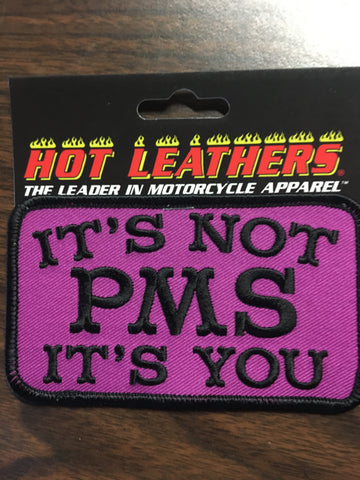 HOT LEATHERS®
THE LEADER IN MOTORCYCLE APPAREL™
IT'S NOT
PMS
IT'S YOU